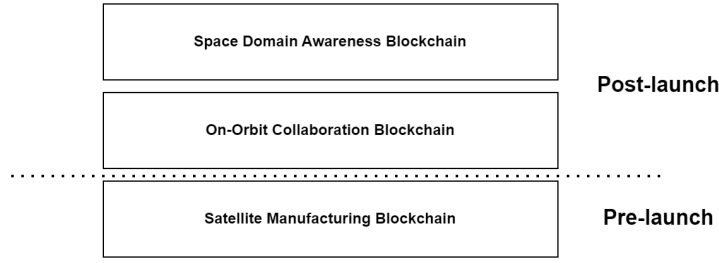 Space Domain Awareness Blockchain
Post-launch
On-Orbit Collaboration Blockchain
Satellite Manufacturing Blockchain
Pre-launch